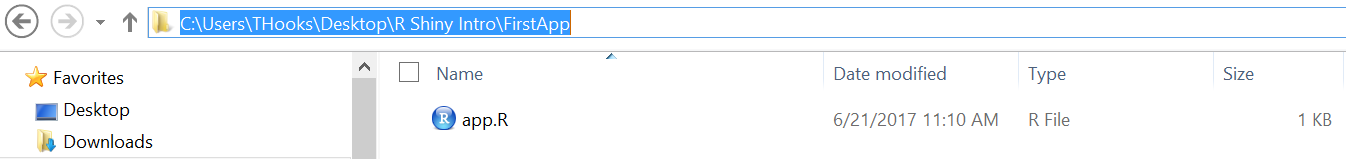 C:\Users\THooks\Desktop\R Shiny Intro\FirstApp
Favorites
Desktop
Downloads
Name Date modified Type Size
R app.R 6/21/2017 11:10 AM R File 1 KB